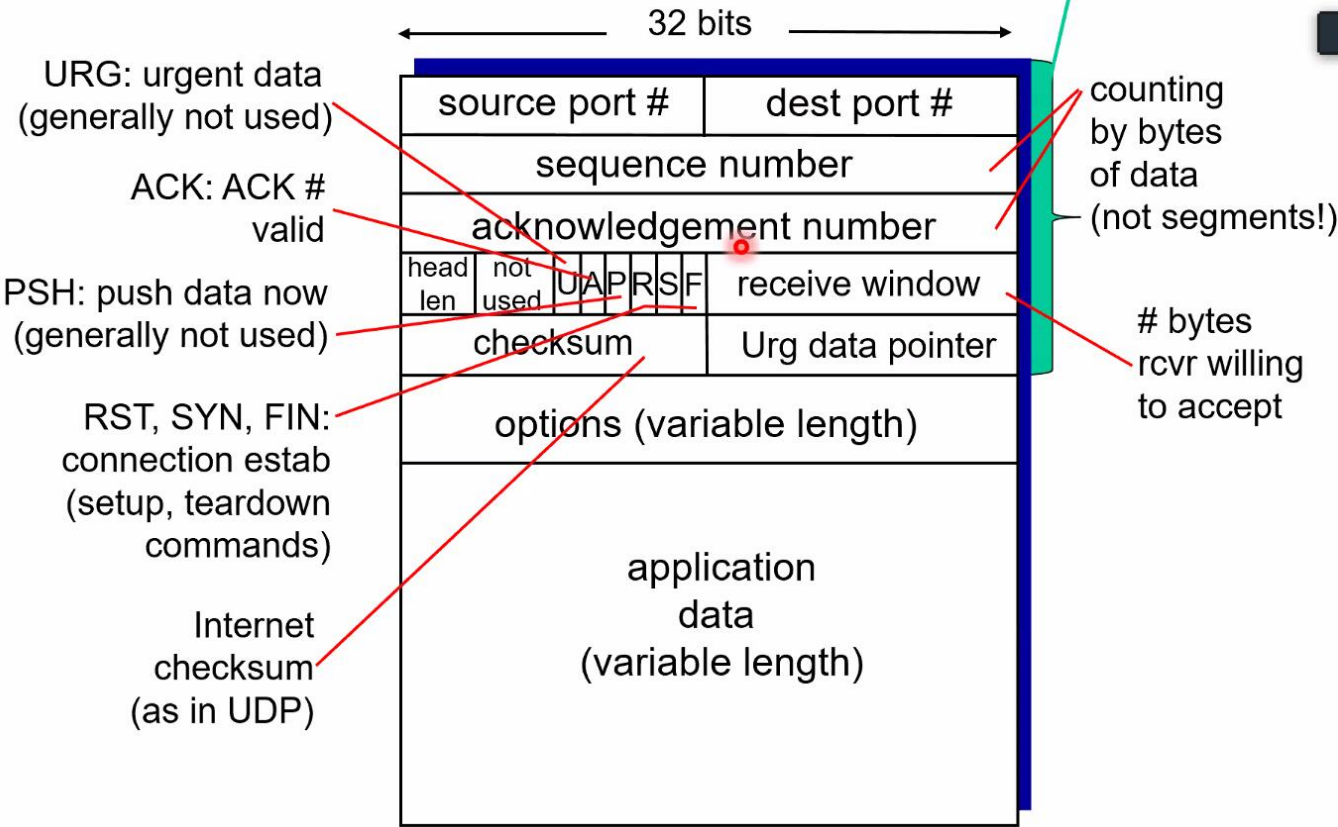 32 bits
URG: urgent data
(generally not used)
ACK: ACK #
valid
PSH: push data now
(generally not used)
RST, SYN, FIN:
connection estab
(setup, teardown
commands)
Internet
checksum
(as in UDP)
source port # dest port #
sequence number
acknowledgement number
head not
len used U A P R S F receive window
checksum Urg data pointer
options (variable length)
application
data
(variable length)
counting
by bytes
of data
(not segments!)
# bytes
rcvr willing
to accept